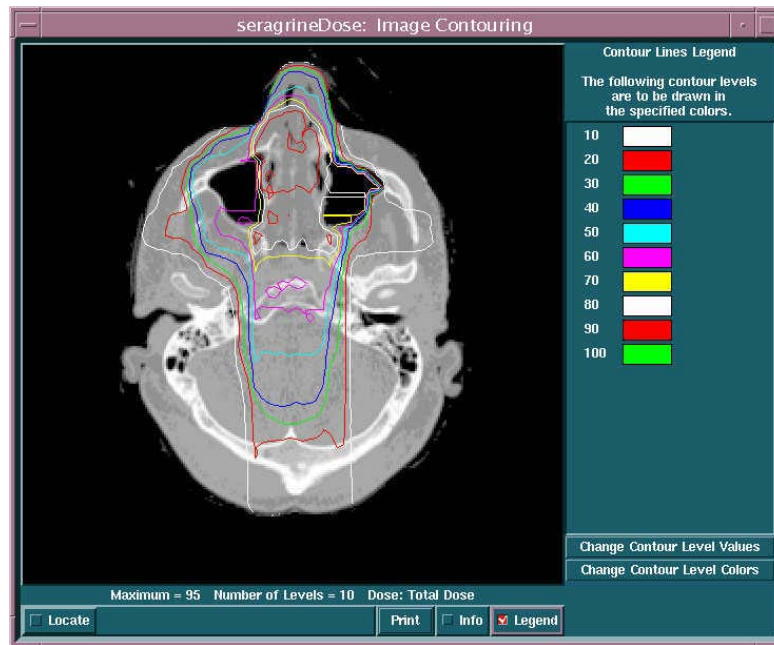 seragrineDose: Image Contouring
Contour Lines Legend
The following contour levels
are to be drawn in
the specified colors.
10
20
30
40
50
60
70
80
90
100
Change Contour Level Values
Change Contour Level Colors
Maximum = 95 Number of Levels = 10 Dose: Total Dose
Locate
Print
Info
Legend